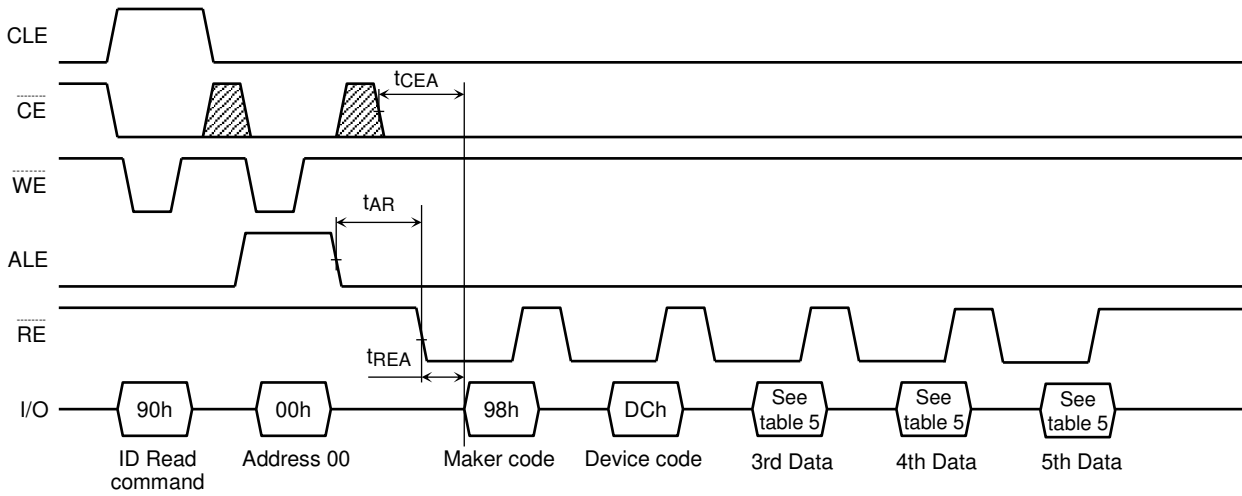 CLE
tCEA
CE
WE
tAR
ALE
RE
tREA
I/O 90h 00h 98h DCh See table 5 See table 5 See table 5
ID Read command
Address 00
Maker code
Device code
3rd Data
4th Data
5th Data